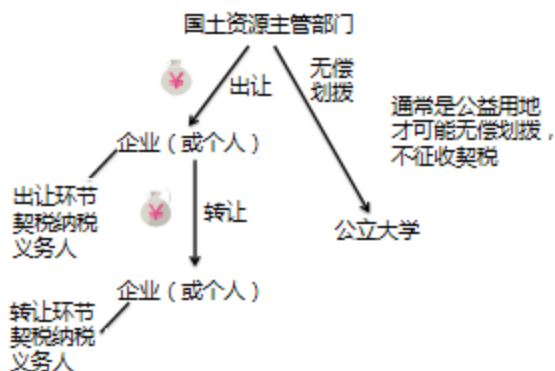 国土资源主管部门
¥
出让
无偿
划拨
通常是公益用地
才可能无偿划拨，
不征收契税
企业（或个人）
出让环节
契税纳税
义务人
¥
转让
公立大学
企业（或个人）
转让环节
契税纳税
义务人